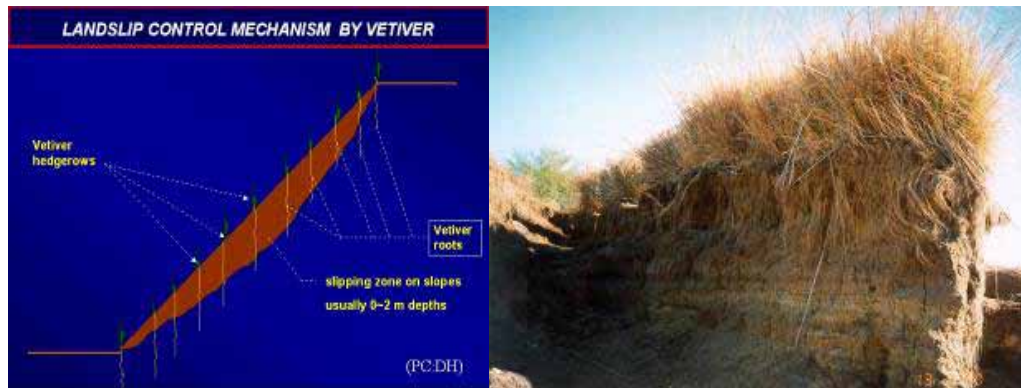 LANDSLIP CONTROL MECHANISM BY VETIVER
Vetiver
hedgerows
Vetiver
roots
slipping zone on slopes
usually 0~2 m depths
(PC:DH)